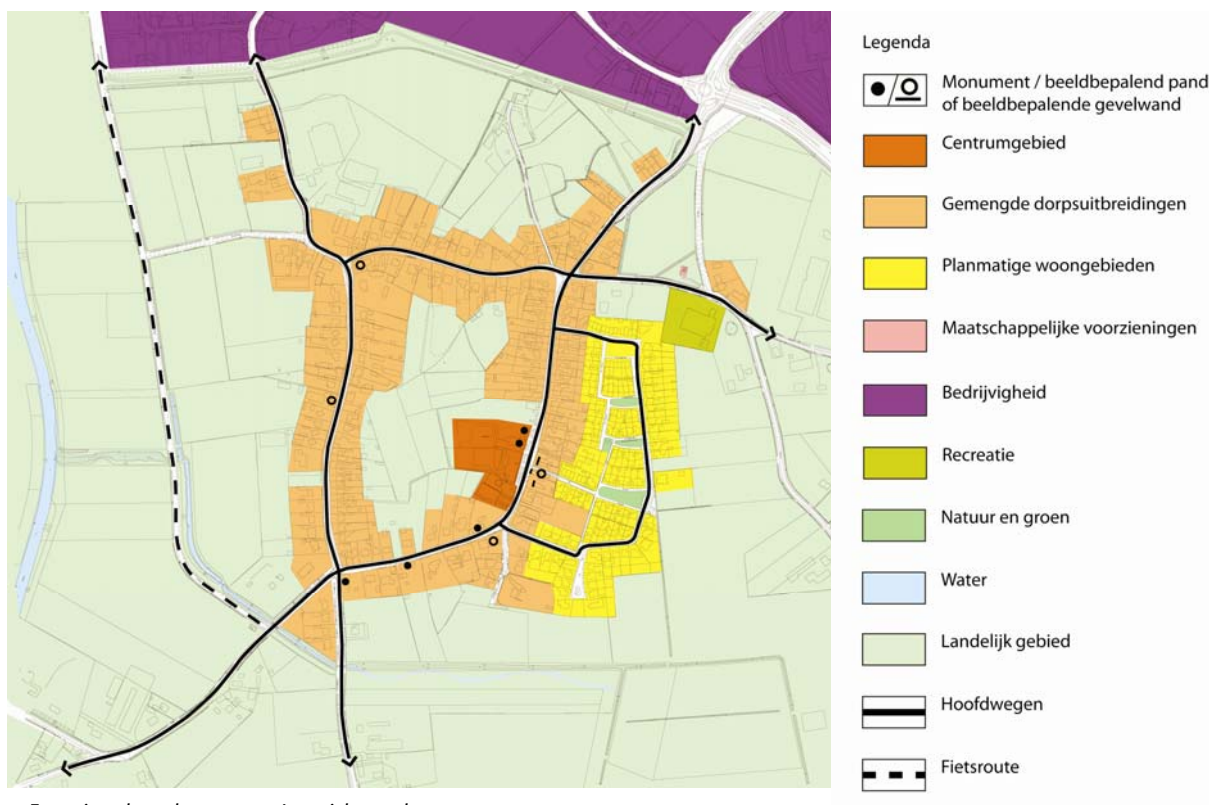 Legenda
Monument / beeldbepalend pand
of beeldbepalende gevelwand
Centrumgebied
Gemengde dorpsuitbreidingen
Planmatige woongebieden
Maatschappelijke voorzieningen
Bedrijvigheid
Recreatie
Natuur en groen
Water
Landelijk gebied
Hoofdwegen
Fietsroute